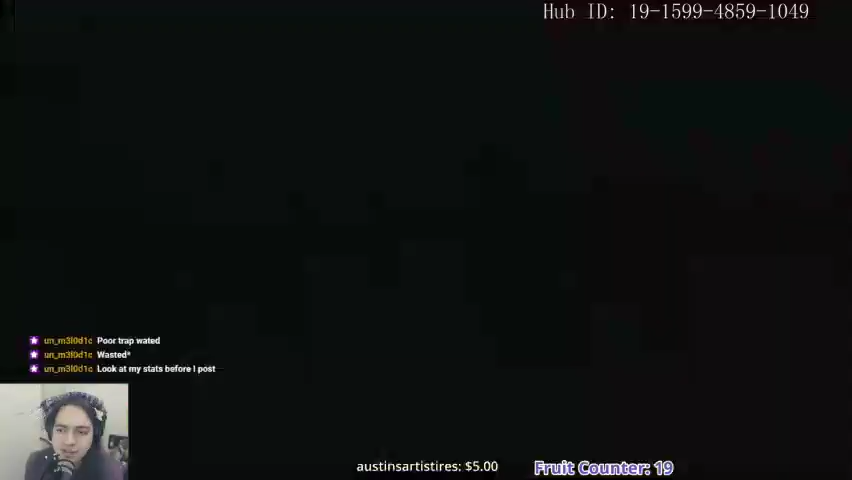 Hub ID: 19-1599-4859-1049
un_m3l0d1c Poor trap wated
un_m3l0d1c Wasted*
un_m3l0d1c Look at my stats before I post
austinsartistires: $5.00
Fruit Counter: 19